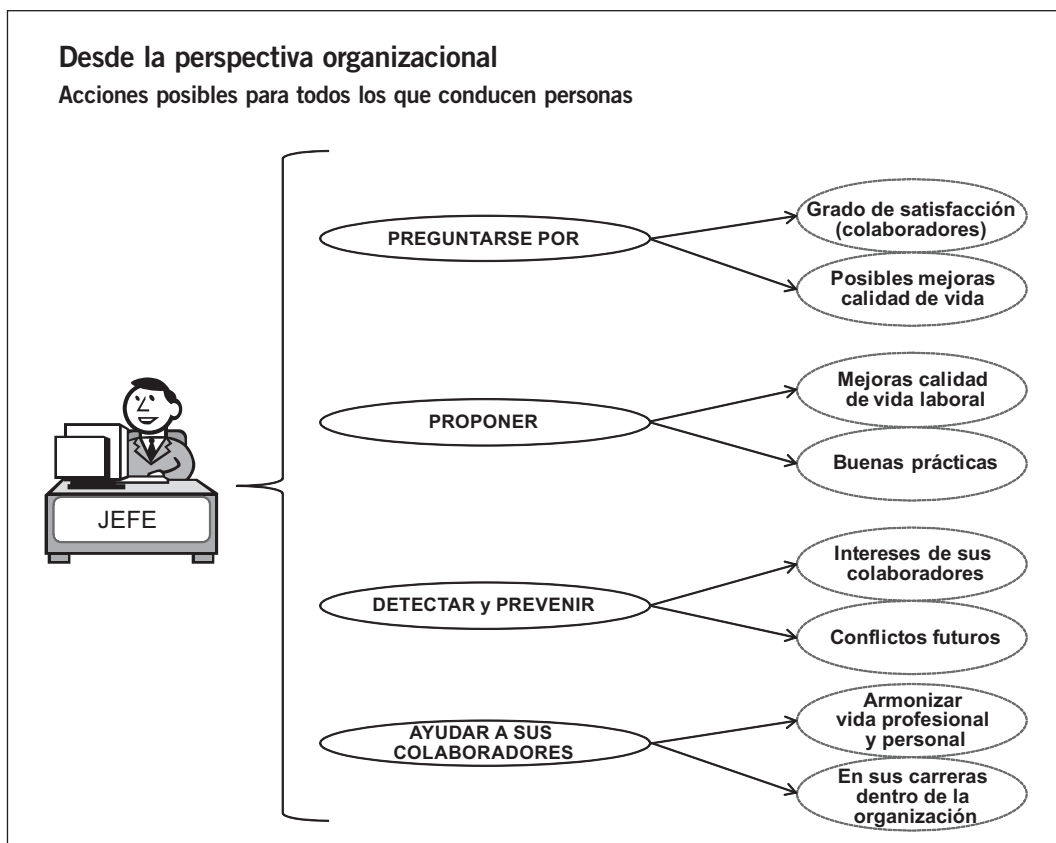 Desde la perspectiva organizacional
Acciones posibles para todos los que conducen personas
JEFE
PREGUNTARSE POR
Grado de satisfacción
(colaboradores)
Posibles mejoras
calidad de vida
PROPONER
Mejoras calidad
de vida laboral
Buenas prácticas
DETECTAR y PREVENIR
Intereses de sus
colaboradores
Conflictos futuros
AYUDAR A SUS
COLABORADORES
Armonizar
vida profesional
y personal
En sus carreras
dentro de la
organización